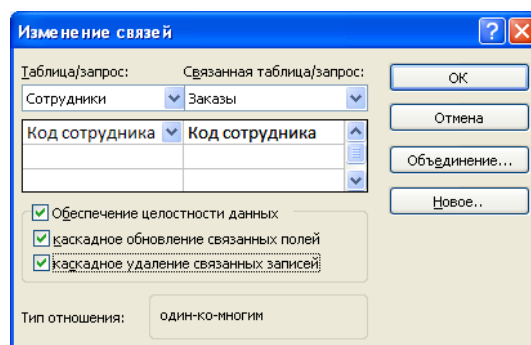 Изменение связей
Таблица/запрос: Связанная таблица/запрос:
Сотрудники Заказы
Код сотрудника Код сотрудника
Обеспечение целостности данных
каскадное обновление связанных полей
каскадное удаление связанных записей
Тип отношения: один-ко-многим
ОК
Отмена
Объединение...
Новое..